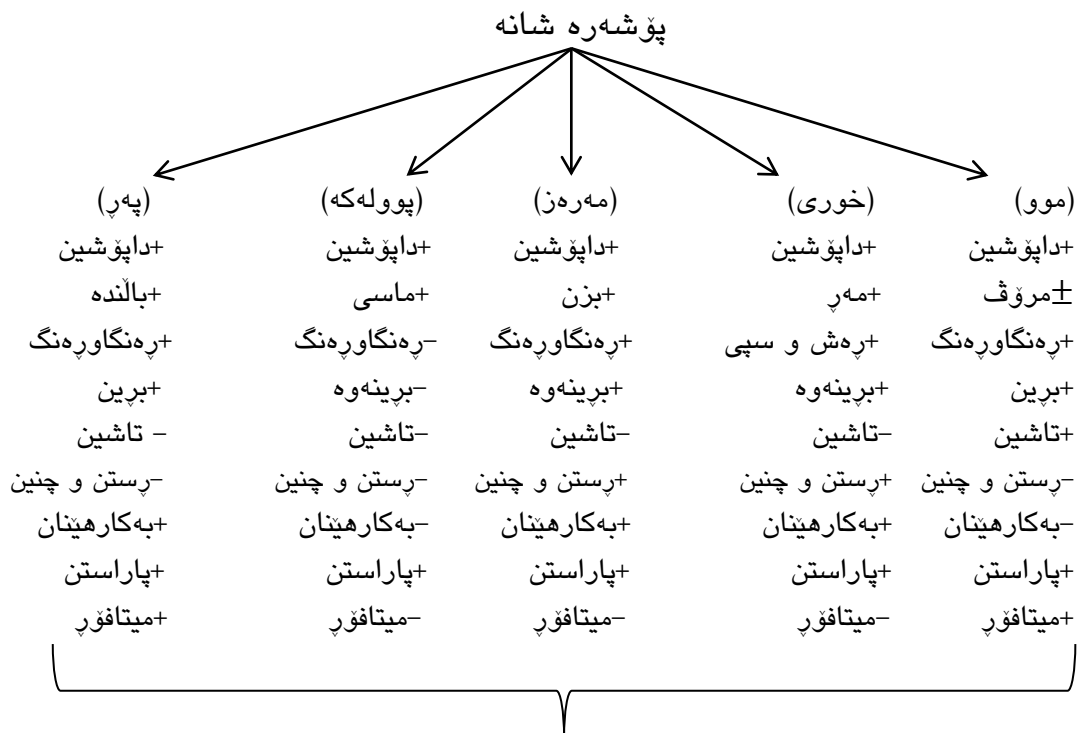 پۆشەرە شانە
(موو) (خوری) (مەرەز) (پوولەکە) (پەڕ)
+داپۆشین +داپۆشین +داپۆشین +داپۆشین +داپۆشین
±مرۆڤ +مەڕ +بزن +ماسی +باڵندە
+ڕەنگاوڕەنگ +ڕەش و سپی +ڕەنگاوڕەنگ –ڕەنگاوڕەنگ +ڕەنگاوڕەنگ
+بڕین +بڕینەوە +بڕینەوە –بڕینەوە +بڕین
+تاشین –تاشین –تاشین –تاشین – تاشین
–ڕستن و چنین +ڕستن و چنین +ڕستن و چنین –ڕستن و چنین –ڕستن و چنین
–بەکارهێنان +بەکارهێنان +بەکارهێنان –بەکارهێنان +بەکارهێنان
+پاراستن +پاراستن +پاراستن +پاراستن +پاراستن
+میتافۆڕ –میتافۆڕ –میتافۆڕ –میتافۆڕ +میتافۆڕ